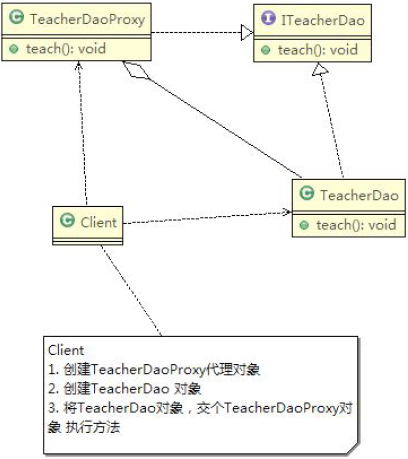 C TeacherDaoProxy
teach(): void
I ITeacherDao
teach(): void
C TeacherDao
teach(): void
C Client
Client
1. 创建TeacherDaoProxy代理对象
2. 创建TeacherDao 对象
3. 将TeacherDao对象，交个TeacherDaoProxy对
象 执行方法